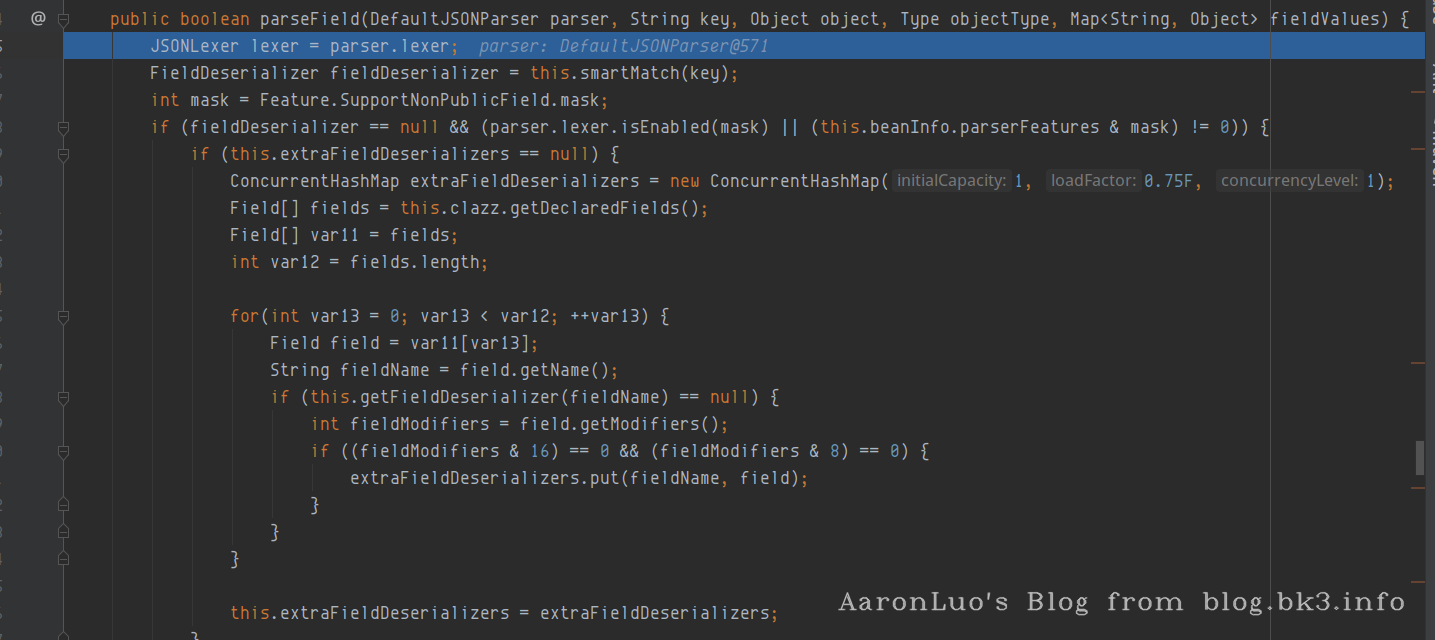 @ public boolean parseField(DefaultJSONParser parser, String key, Object object, Type objectType, Map<String, Object> fieldValues) {
JSONLexer lexer = parser.lexer; parser: DefaultJSONParser@571
FieldDeserializer fieldDeserializer = this.smartMatch(key);
int mask = Feature.SupportNonPublicField.mask;
if (fieldDeserializer == null && (parser.lexer.isEnabled(mask) || (this.beanInfo.parserFeatures & mask) != 0)) {
if (this.extraFieldDeserializers == null) {
ConcurrentHashMap extraFieldDeserializers = new ConcurrentHashMap( initialCapacity: 1, loadFactor: 0.75F, concurrencyLevel: 1);
Field[] fields = this.clazz.getDeclaredFields();
Field[] var11 = fields;
int var12 = fields.length;
for(int var13 = 0; var13 < var12; ++var13) {
Field field = var11[var13];
String fieldName = field.getName();
if (this.getFieldDeserializer(fieldName) == null) {
int fieldModifiers = field.getModifiers();
if ((fieldModifiers & 16) == 0 && (fieldModifiers & 8) == 0) {
extraFieldDeserializers.put(fieldName, field);
}
}
}
this.extraFieldDeserializers = extraFieldDeserializers;
}
AaronLuo's Blog from blog.bk3.info